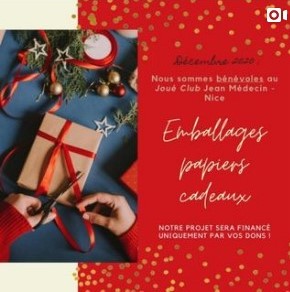 Décembre 2020 :
Nous sommes bénévoles au
Joué Club Jean Médecin -
Nice
Emballages
papiers
cadeaux
NOTRE PROJET SERA FINANCÉ
UNIQUEMENT PAR VOS DONS !